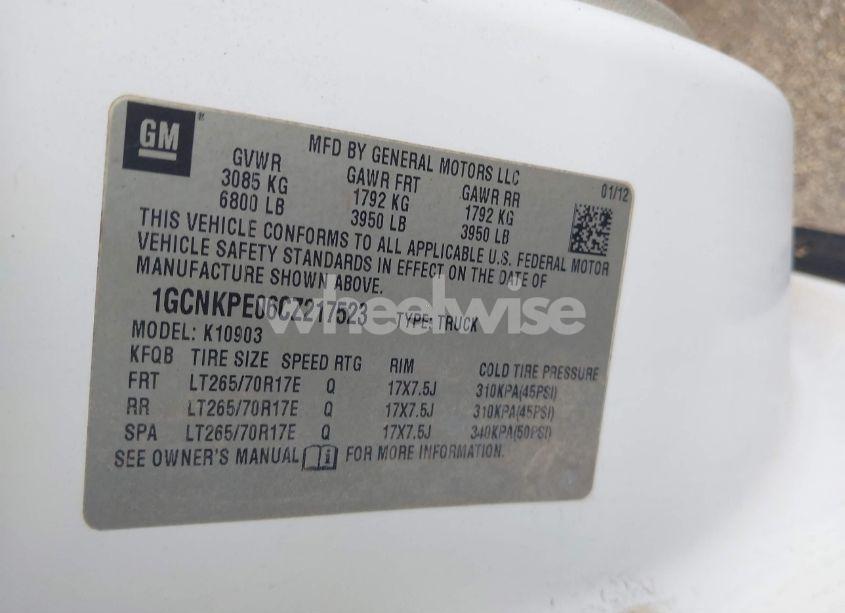 GM
MFD BY GENERAL MOTORS LLC
GVWR GAWR FRT GAWR RR 01/12
3085 KG 1792 KG 1792 KG
6800 LB 3950 LB 3950 LB
THIS VEHICLE CONFORMS TO ALL APPLICABLE U.S. FEDERAL MOTOR
VEHICLE SAFETY STANDARDS IN EFFECT ON THE DATE OF
MANUFACTURE SHOWN ABOVE.
1GCNKPE06CZ217523 TYPE: TRUCK
wheelwise
MODEL: K10903
KFQB TIRE SIZE SPEED RTG RIM COLD TIRE PRESSURE
FRT LT265/70R17E Q 17X7.5J 310KPA(45PSI)
RR LT265/70R17E Q 17X7.5J 310KPA(45PSI)
SPA LT265/70R17E Q 17X7.5J 340KPA(50PSI)
SEE OWNER'S MANUAL FOR MORE INFORMATION.